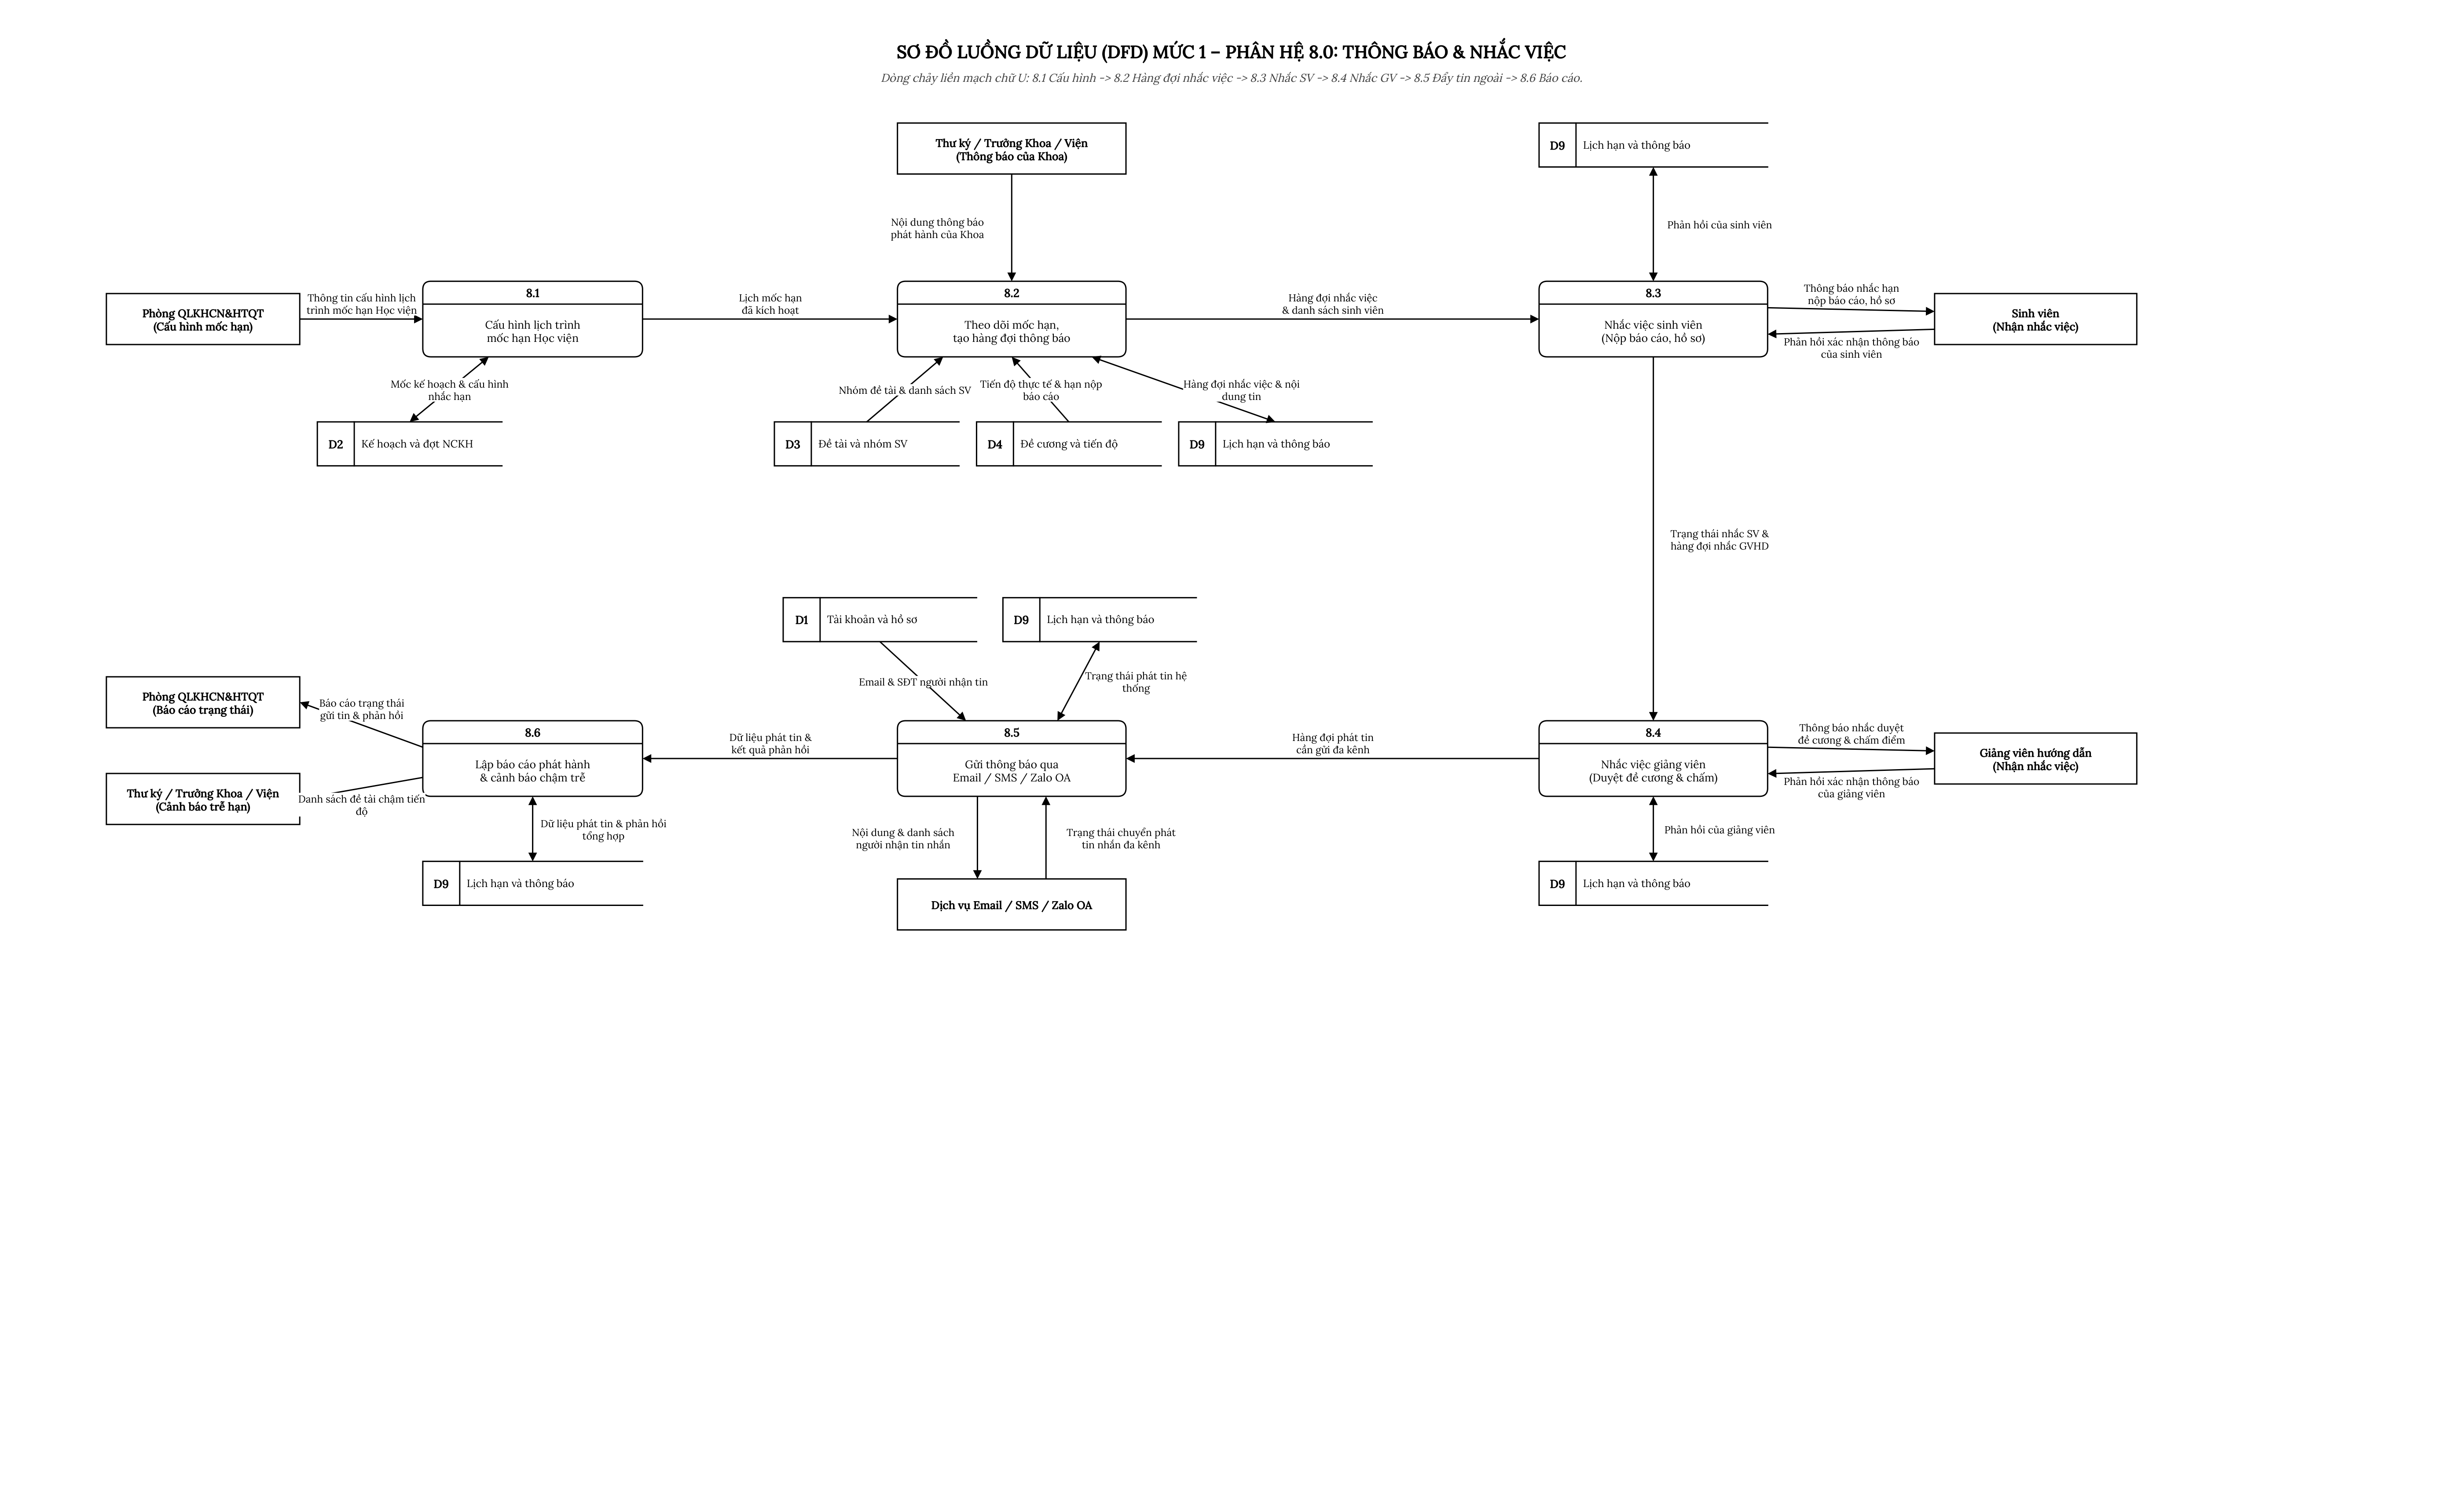 SƠ ĐỒ LUỒNG DỮ LIỆU (DFD) MỨC 1 – PHÂN HỆ 8.0: THÔNG BÁO & NHẮC VIỆC
Dòng chảy liền mạch chữ U: 8.1 Cấu hình -> 8.2 Hàng đợi nhắc việc -> 8.3 Nhắc SV -> 8.4 Nhắc GV -> 8.5 Đẩy tin ngoài -> 8.6 Báo cáo.
Thư ký / Trưởng Khoa / Viện
(Thông báo của Khoa)
D9
Lịch hạn và thông báo
Nội dung thông báo
phát hành của Khoa
Phản hồi của sinh viên
Phòng QLKHCN&HTQT
(Cấu hình mốc hạn)
Thông tin cấu hình lịch
trình mốc hạn Học viện
8.1
Cấu hình lịch trình
mốc hạn Học viện
Lịch mốc hạn
đã kích hoạt
8.2
Theo dõi mốc hạn,
tạo hàng đợi thông báo
Hàng đợi nhắc việc
& danh sách sinh viên
8.3
Nhắc việc sinh viên
(Nộp báo cáo, hồ sơ)
Thông báo nhắc hạn
nộp báo cáo, hồ sơ
Phản hồi xác nhận thông báo
của sinh viên
Sinh viên
(Nhận nhắc việc)
Mốc kế hoạch & cấu hình
nhắc hạn
Nhóm đề tài & danh sách SV
Tiến độ thực tế & hạn nộp
báo cáo
Hàng đợi nhắc việc & nội
dung tin
D2
Kế hoạch và đợt NCKH
D3
Đề tài và nhóm SV
D4
Đề cương và tiến độ
D9
Lịch hạn và thông báo
Trạng thái nhắc SV &
hàng đợi nhắc GVHD
D1
Tài khoản và hồ sơ
D9
Lịch hạn và thông báo
Email & SĐT người nhận tin
Trạng thái phát tin hệ
thống
Phòng QLKHCN&HTQT
(Báo cáo trạng thái)
Báo cáo trạng thái
gửi tin & phản hồi
Thư ký / Trưởng Khoa / Viện
(Cảnh báo trễ hạn)
Danh sách đề tài chậm tiến
độ
8.6
Lập báo cáo phát hành
& cảnh báo chậm trễ
Dữ liệu phát tin &
kết quả phản hồi
8.5
Gửi thông báo qua
Email / SMS / Zalo OA
Hàng đợi phát tin
cần gửi đa kênh
8.4
Nhắc việc giảng viên
(Duyệt đề cương & chấm)
Thông báo nhắc duyệt
đề cương & chấm điểm
Phản hồi xác nhận thông báo
của giảng viên
Giảng viên hướng dẫn
(Nhận nhắc việc)
Dữ liệu phát tin & phản hồi
tổng hợp
Nội dung & danh sách
người nhận tin nhắn
Trạng thái chuyển phát
tin nhắn đa kênh
Phản hồi của giảng viên
D9
Lịch hạn và thông báo
Dịch vụ Email / SMS / Zalo OA
D9
Lịch hạn và thông báo